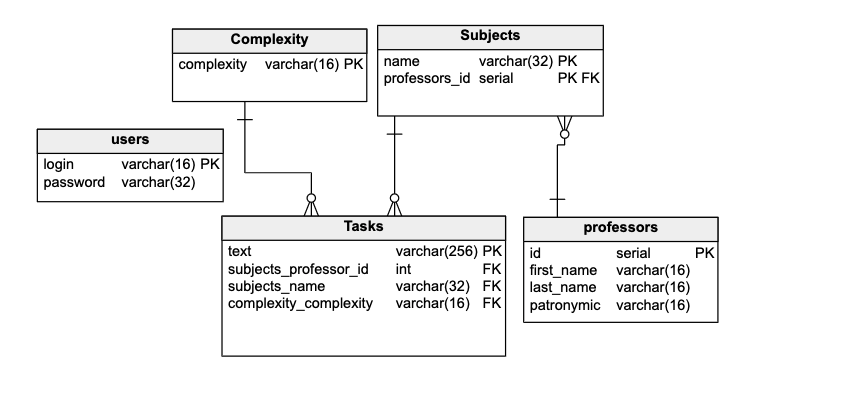 Complexity
complexity varchar(16) PK
Subjects
name varchar(32) PK
professors_id serial PK FK
users
login varchar(16) PK
password varchar(32)
Tasks
text varchar(256) PK
subjects_professor_id int FK
subjects_name varchar(32) FK
complexity_complexity varchar(16) FK
professors
id serial PK
first_name varchar(16)
last_name varchar(16)
patronymic varchar(16)